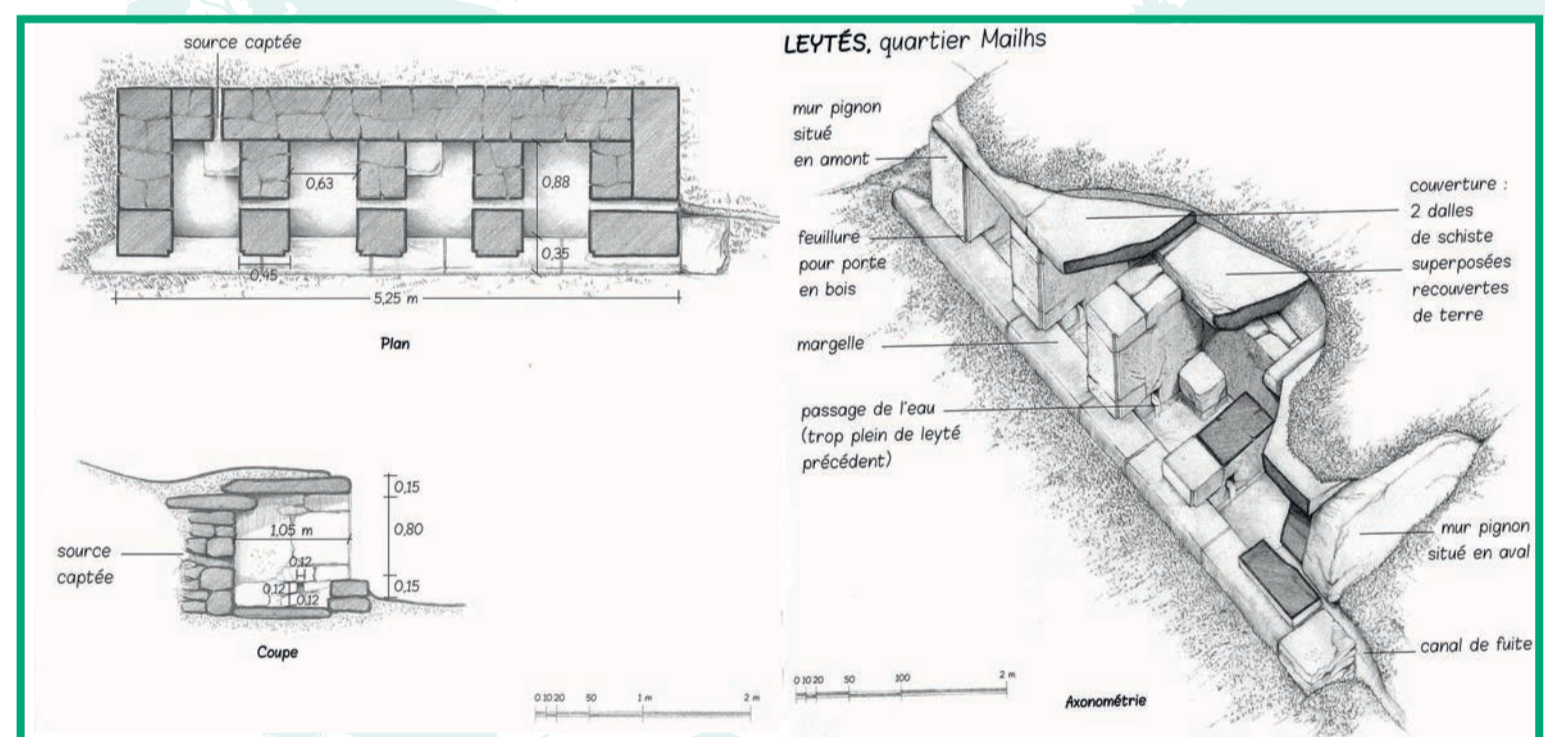 source captée
0,63
0,88
0,35
0,45
5,25 m
Plan
source
captée
1,05 m
0,12
0,12
0,12
0,15
0,80
0,15
Coupe
0 10 20 50 1 m 2 m
LEYTÉS, quartier Mailhs
mur pignon
situé
en amont
feuillure
pour porte
en bois
margelle
passage de l'eau
(trop plein de leyté
précédent)
couverture :
2 dalles
de schiste
superposées
recouvertes
de terre
mur pignon
situé en aval
canal de fuite
0 10 20 50 100 2 m
Axonométrie